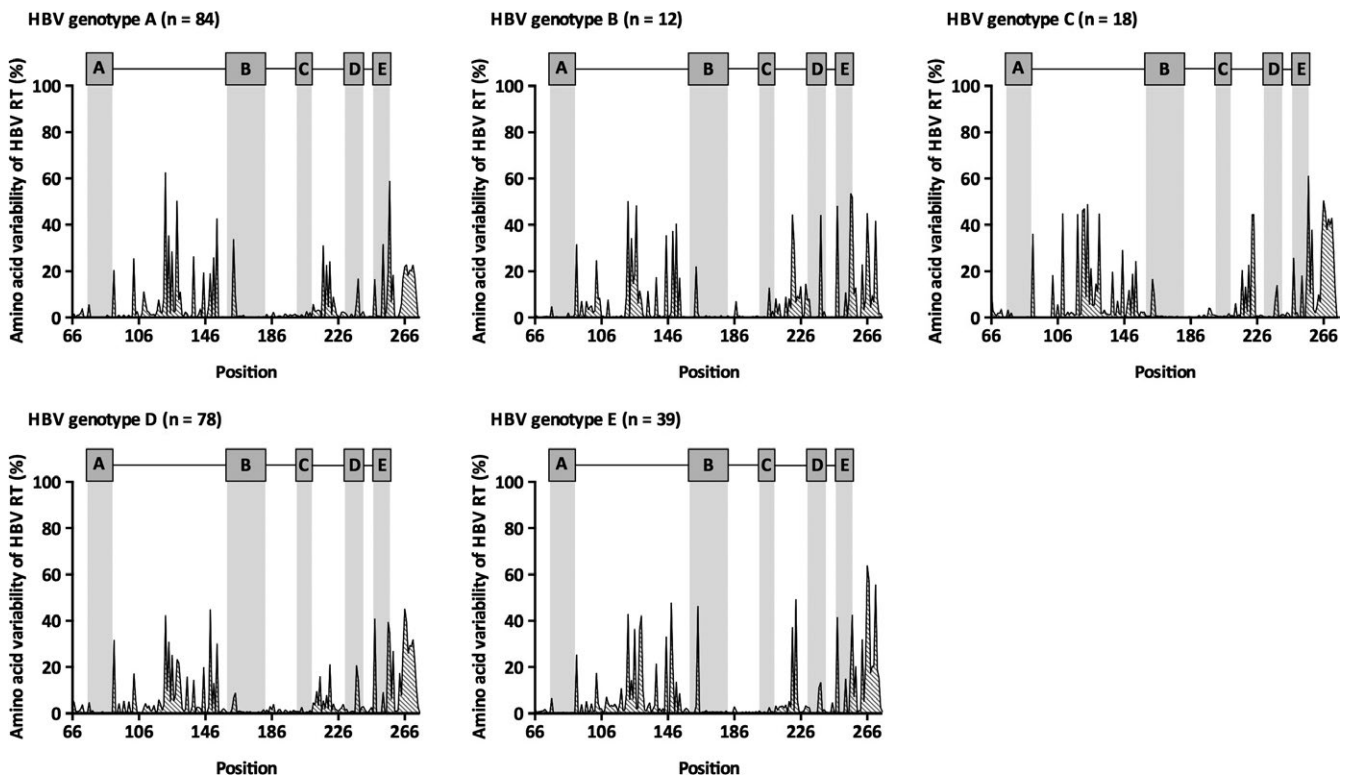 HBV genotype A (n = 84)
A B C D E
Amino acid variability of HBV RT (%)
100
80
60
40
20
0
66 106 146 186 226 266
Position
HBV genotype B (n = 12)
A B C D E
Amino acid variability of HBV RT (%)
100
80
60
40
20
0
66 106 146 186 226 266
Position
HBV genotype C (n = 18)
A B C D E
Amino acid variability of HBV RT (%)
100
80
60
40
20
0
66 106 146 186 226 266
Position
HBV genotype D (n = 78)
A B C D E
Amino acid variability of HBV RT (%)
100
80
60
40
20
0
66 106 146 186 226 266
Position
HBV genotype E (n = 39)
A B C D E
Amino acid variability of HBV RT (%)
100
80
60
40
20
0
66 106 146 186 226 266
Position